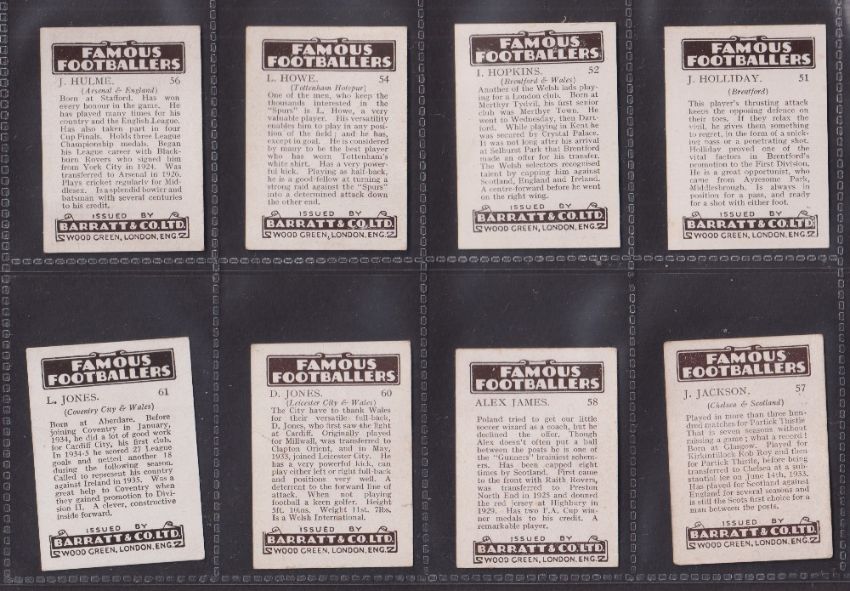 FAMOUS
FOOTBALLERS
J. HULME. 56
(Arsenal & England)
Born at Stafford. Has won
every honour in the game. He
has played many times for his
country and the English League.
Has also taken part in four
Cup Finals. Holds three League
Championship medals. Began
his League career with Black-
burn Rovers who signed him
from York City in 1924. Was
transferred to Arsenal in 1926.
Plays cricket regularly for Mid-
dlesex. Is a splendid bowler and
batsman with several centuries
to his credit.
ISSUED BY
BARRATT & CO. LTD.
WOOD GREEN, LONDON, ENG.
FAMOUS
FOOTBALLERS
L. HOWE. 54
(Tottenham Hotspur)
One of the men, who keep the
thousands interested in the
"Spurs" is L. Howe, a very
valuable player. His versatility
enables him to play in any posi-
tion of the field; and he has,
except in goal. He is considered
by many to be the best player
who has worn Tottenham's
white shirt. Has a very power-
ful kick. Playing as half-back,
he is a good fellow at turning a
strong raid against the "Spurs"
into a determined attack down
the other end.
ISSUED BY
BARRATT & CO. LTD.
WOOD GREEN, LONDON, ENG.
FAMOUS
FOOTBALLERS
I. HOPKINS. 52
(Brentford & Wales)
Another of the Welsh lads play-
ing for a London club. Born at
Merthyr Tydvil, his first club
was senior Merthyr Town. He
went to Wednesday, then Dart-
ford. While playing in Kent he
was secured by Crystal Palace.
It was not long after his arrival
at Selhurst Park that Brentford
made an offer for his transfer.
The Welsh selectors recognised
talent by capping him against
Scotland, England and Ireland.
A centre-forward before he went
on the right wing.
ISSUED BY
BARRATT & CO. LTD.
WOOD GREEN, LONDON, ENG.
FAMOUS
FOOTBALLERS
J. HOLLIDAY. 51
(Brentford)
This player's thrusting attack
keeps the opposing defence on
their toes. If they relax the
vigil, he gives them something
to regret, in the form of a snick-
ing pass or a penetrating shot.
Holliday proved one of the
vital factors in Brentford's
promotion to the First Division.
He is a great opportunist, who
came from Ayresome Park,
Middlesbrough. Is always in
position for a pass, and ready
for a shot with either foot.
ISSUED BY
BARRATT & CO. LTD.
WOOD GREEN, LONDON, ENG.
FAMOUS
FOOTBALLERS
L. JONES. 61
(Coventry City & Wales)
Born at Aberdare. Before
joining Coventry in January,
1934, he did a lot of good work
for Cardiff City, his first club.
In 1934-5 he scored 27 League
goals and netted another 18
during the following season.
Called to represent his country
against Ireland in 1935. Was a
great help to Coventry when
they gained promotion to Divi-
sion II. A clever, constructive
inside forward.
ISSUED BY
BARRATT & CO. LTD.
WOOD GREEN, LONDON, ENG.
FAMOUS
FOOTBALLERS
D. JONES. 60
(Leicester City & Wales)
The City have to thank Wales
for their versatile full-back,
D. Jones, who first saw the light
at Cardiff. Originally played
for Millwall, was transferred to
Clapton Orient, and in May,
1933, joined Leicester City. He
has a very powerful kick, can
play either left or right full-back
and positions very well. A
deterrent to the forward line of
attack. When not playing
football a keen golfer. Height
5ft. 10ins. Weight 11st. 7lbs.
Is a Welsh International.
ISSUED BY
BARRATT & CO. LTD.
WOOD GREEN, LONDON, ENG.
FAMOUS
FOOTBALLERS
ALEX JAMES. 58
Poland tried to get our little
soccer wizard as a coach, but he
declined the offer. Though
Alex doesn't often put a ball
between the posts he is one of
the "Gunners" brainiest schem-
ers. Has been capped eight times
by Scotland. First came
to the front with Raith Rovers,
was transferred to Preston
North End in 1925 and donned
the red jersey at Highbury in
1929. Has two F.A. Cup win-
ner medals to his credit. A
remarkable player.
ISSUED BY
BARRATT & CO. LTD.
WOOD GREEN, LONDON, ENG.
FAMOUS
FOOTBALLERS
J. JACKSON. 57
(Chelsea & Scotland)
Played in more than three hun-
dred matches for Partick Thistle
That is seven seasons without
missing a game; what a record!
Born at Glasgow. Played for
Kirkintilloch Rob Roy and then
for Partick Thistle, before being
transferred to Chelsea at a sub-
stantial fee on June 14th, 1933.
Has played for Scotland against
England for several seasons and
is still the Scots first choice for a
man between the posts.
ISSUED BY
BARRATT & CO. LTD.
WOOD GREEN, LONDON, ENG.